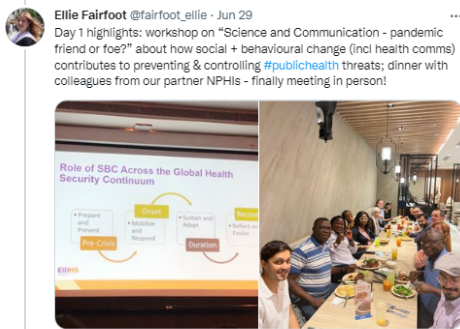 Ellie Fairfoot @fairfoot_ellie · Jun 29
Day 1 highlights: workshop on “Science and Communication - pandemic
friend or foe?” about how social + behavioural change (incl health comms)
contributes to preventing & controlling #publichealth threats; dinner with
colleagues from our partner NPHIs - finally meeting in person!
Role of SBC Across the Global Health
Security Continuum
• Prepare
and
Prevent
Pre-Crisis
Onset
• Mobilize
and
Respond
• Sustain and
Adapt
Duration
• Reflect
Evolve